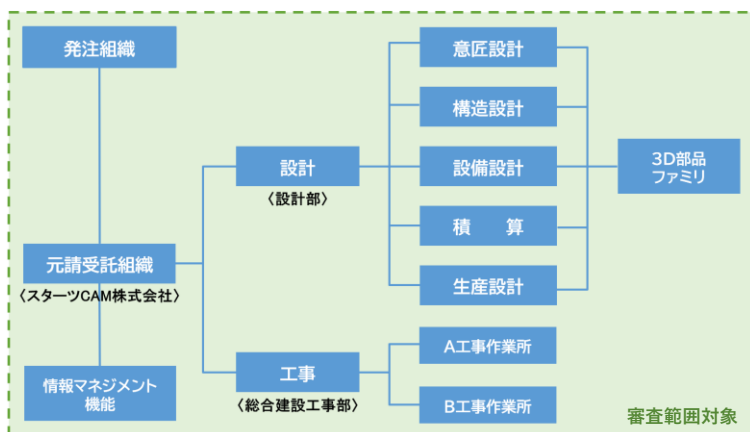 発注組織
元請受託組織
〈スターツCAM株式会社〉
情報マネジメント
機能
設計
〈設計部〉
工事
〈総合建設工事部〉
意匠設計
構造設計
設備設計
積　算
生産設計
A工事作業所
B工事作業所
3D部品
ファミリ
審査範囲対象